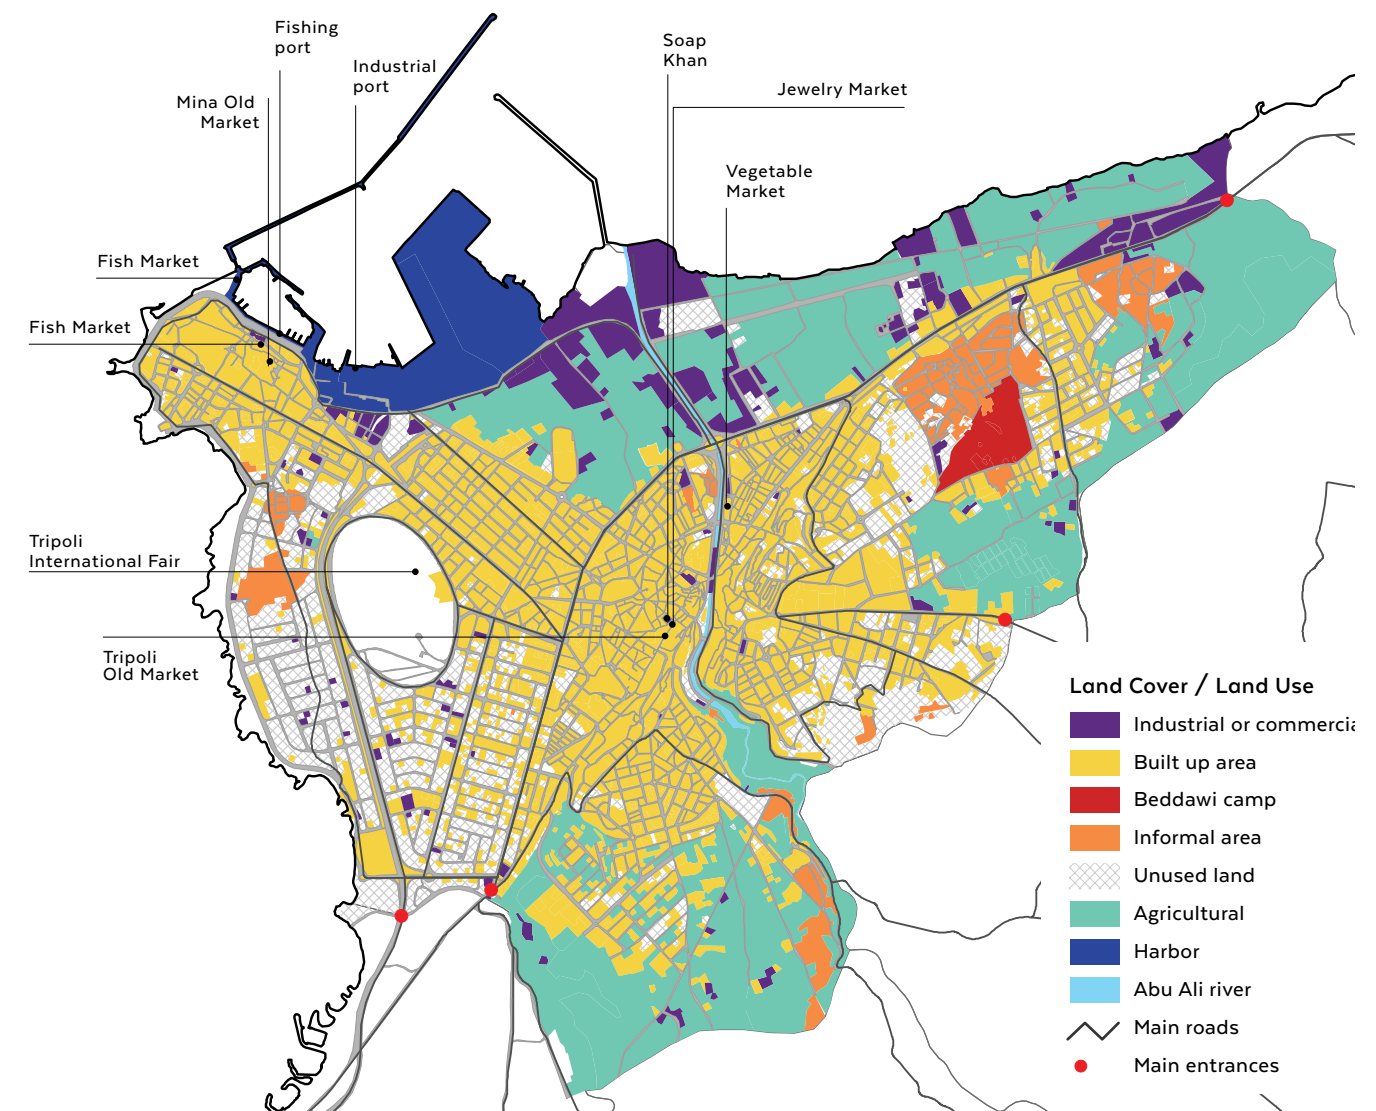 Fishing
port
Soap
Khan
Industrial
port
Jewelry Market
Mina Old
Market
Vegetable
Market
Fish Market
Fish Market
Tripoli
International Fair
Tripoli
Old Market
Land Cover / Land Use
Industrial or commercia
Built up area
Beddawi camp
Informal area
Unused land
Agricultural
Harbor
Abu Ali river
Main roads
Main entrances